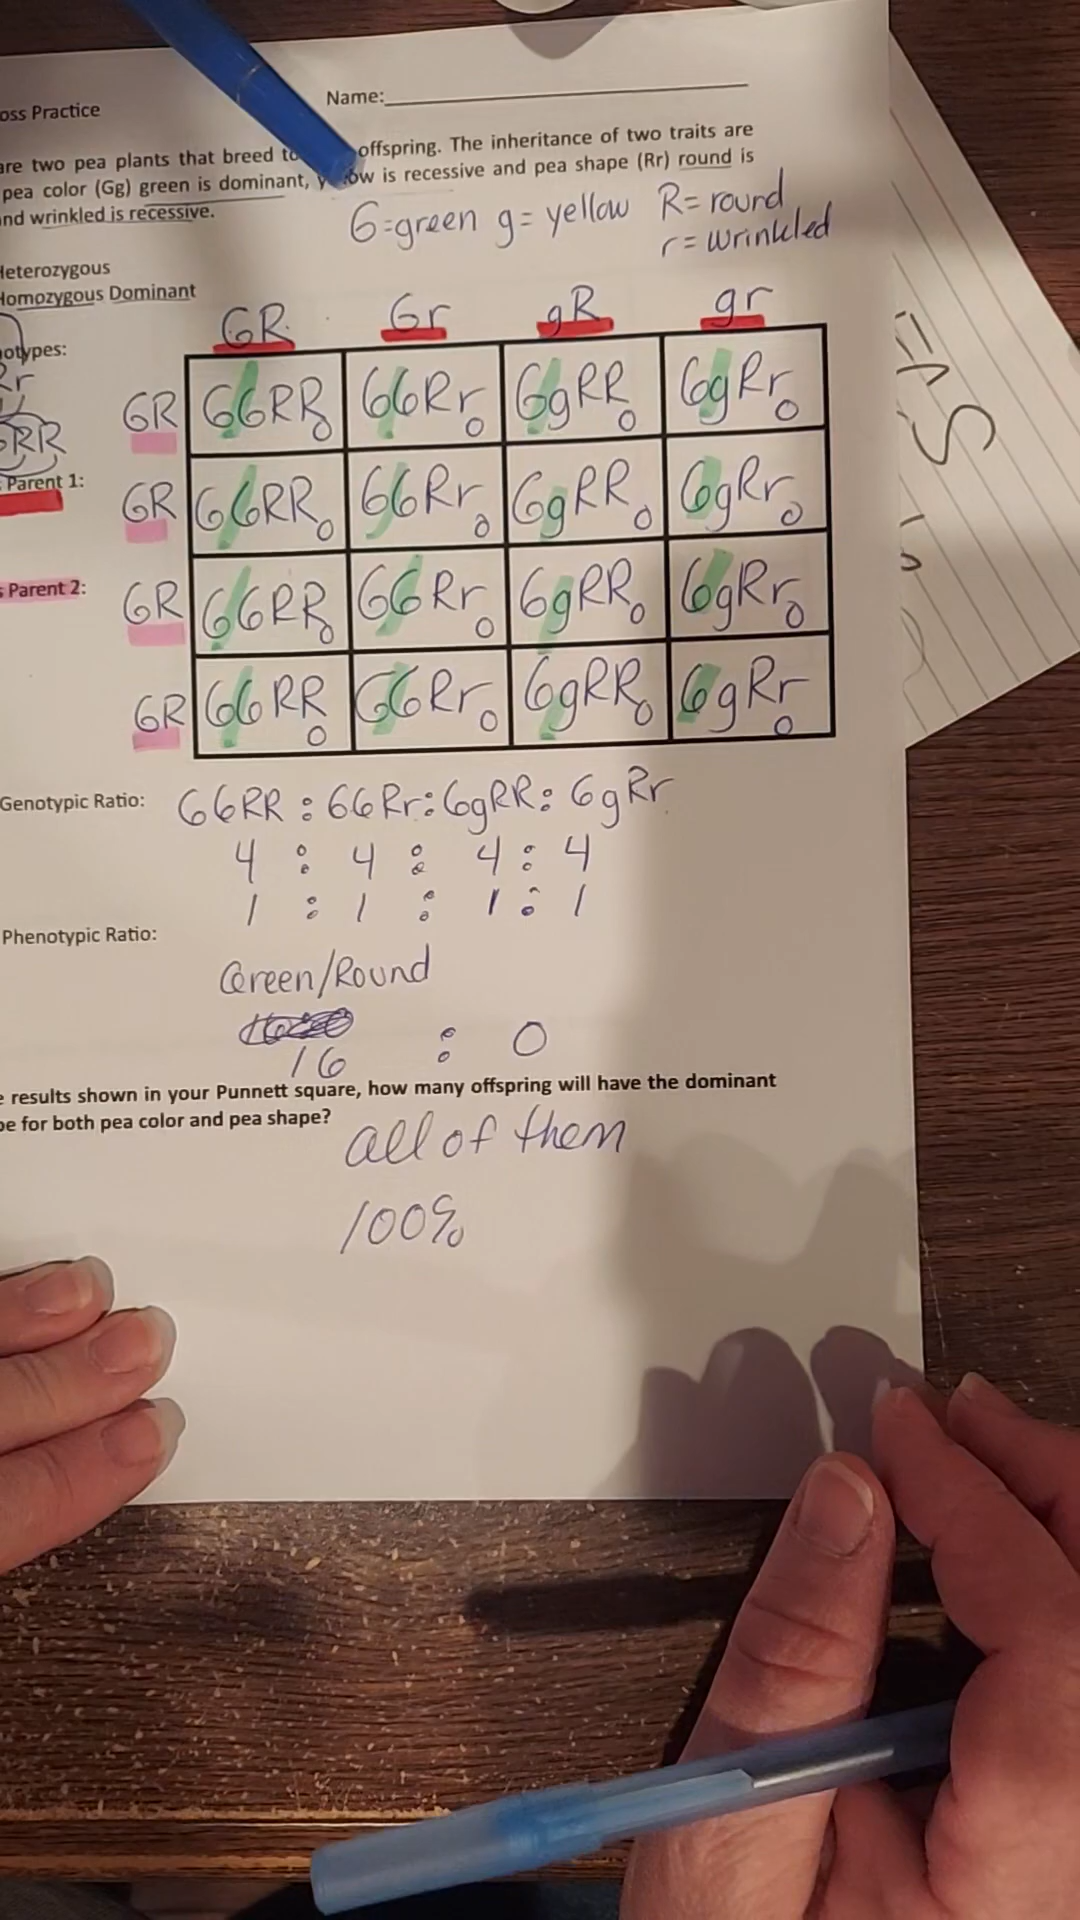 oss Practice
Name:
are two pea plants that breed offspring. The inheritance of two traits are
pea color (Gg) green is dominant, yellow is recessive and pea shape (Rr) round is
and wrinkled is recessive.
G=green g= yellow R= round
r= wrinkled
Heterozygous
Homozygous Dominant
GR Gr gR gr
otypes:
Rr
GR GGRR GGRr GgRR GgRr
RR
Parent 1:
GR GGRR GGRr GgRR GgRr
Parent 2:
GR GGRR GGRr GgRR GgRr
GR GGRR GGRr GgRR GgRr
Genotypic Ratio: GGRR : GGRr : GgRR : GgRr
4 : 4 : 4 : 4
1 : 1 : 1 : 1
Phenotypic Ratio:
Green/Round
16 : 0
e results shown in your Punnett square, how many offspring will have the dominant
pe for both pea color and pea shape?
all of them
100%